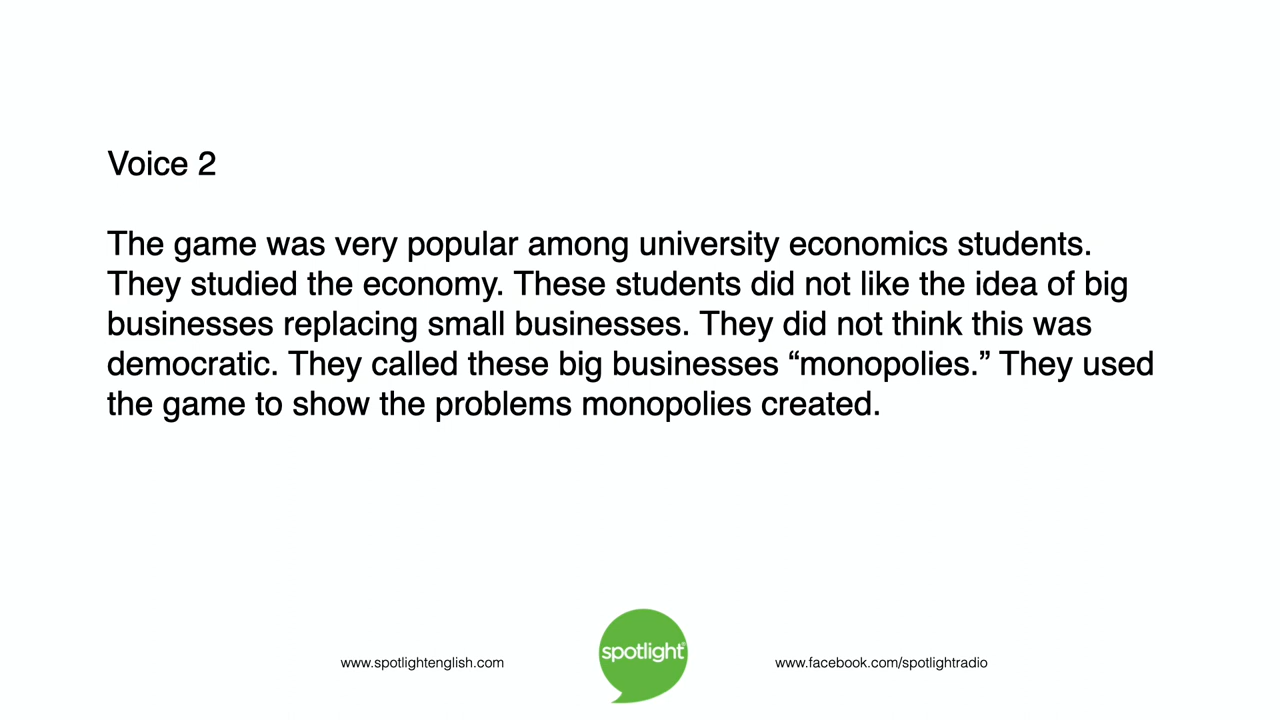 Voice 2
The game was very popular among university economics students.
They studied the economy. These students did not like the idea of big
businesses replacing small businesses. They did not think this was
democratic. They called these big businesses “monopolies.” They used
the game to show the problems monopolies created.
www.spotlightenglish.com
spotlight®
www.facebook.com/spotlightradio